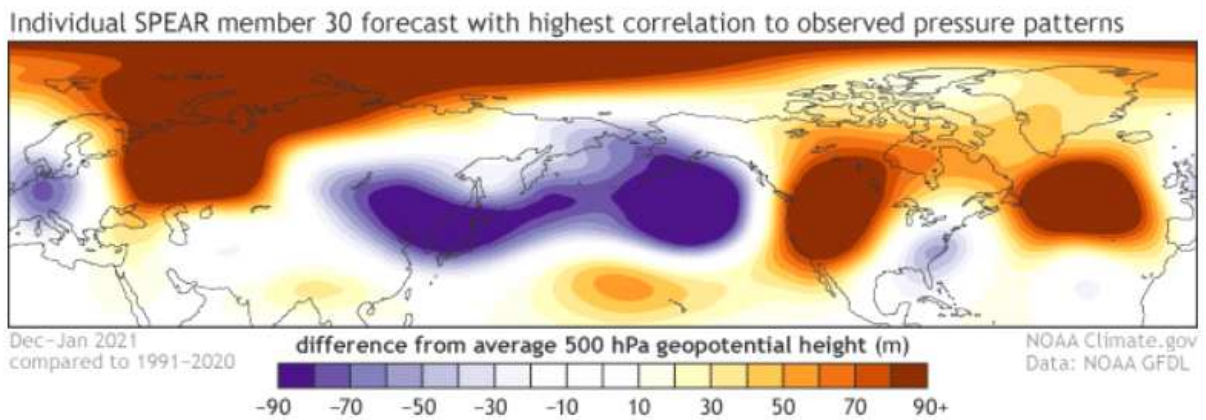 Individual SPEAR member 30 forecast with highest correlation to observed pressure patterns
Dec-Jan 2021
compared to 1991-2020
difference from average 500 hPa geopotential height (m)
NOAA Climate.gov
Data: NOAA GFDL
-90 -70 -50 -30 -10 10 30 50 70 90+